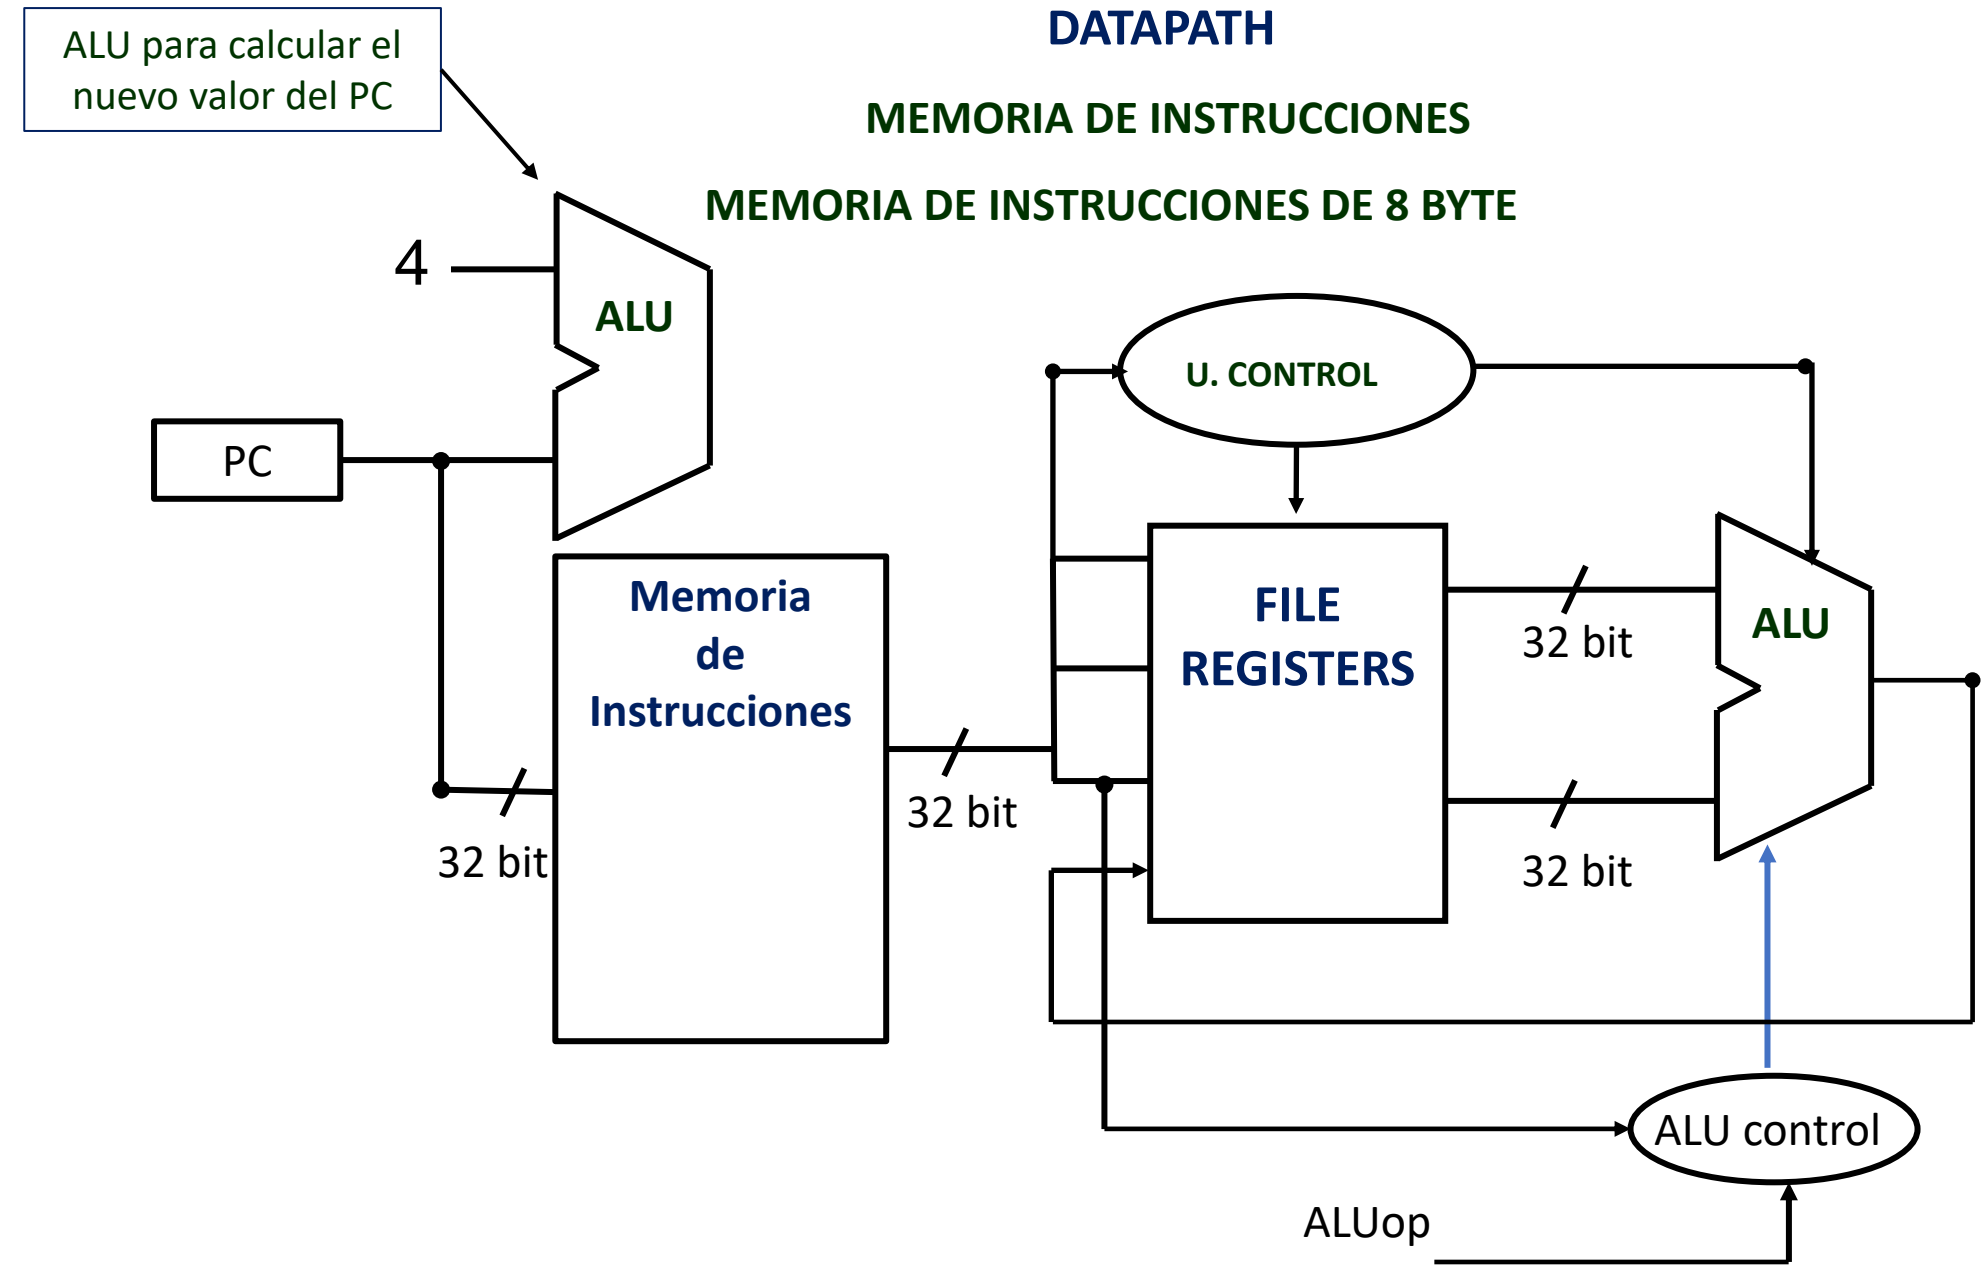 DATAPATH
ALU para calcular el
nuevo valor del PC
MEMORIA DE INSTRUCCIONES
MEMORIA DE INSTRUCCIONES DE 8 BYTE
4
ALU
U. CONTROL
PC
Memoria
de
Instrucciones
FILE
REGISTERS
ALU
32 bit
32 bit
32 bit
32 bit
ALU control
ALUop